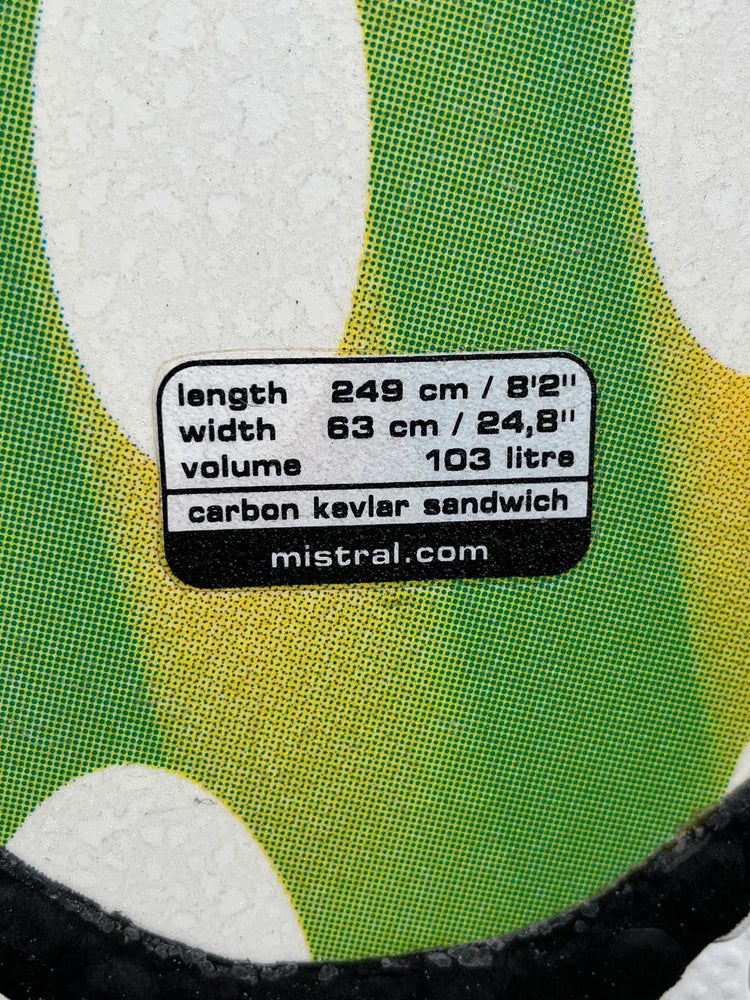 length 249 cm / 8'2"
width 63 cm / 24,8"
volume 103 litre
carbon kevlar sandwich
mistral.com